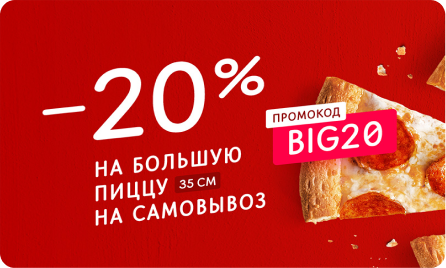 −20%
НА БОЛЬШУЮ
ПИЦЦУ 35 СМ
НА САМОВЫВОЗ
ПРОМОКОД
BIG20